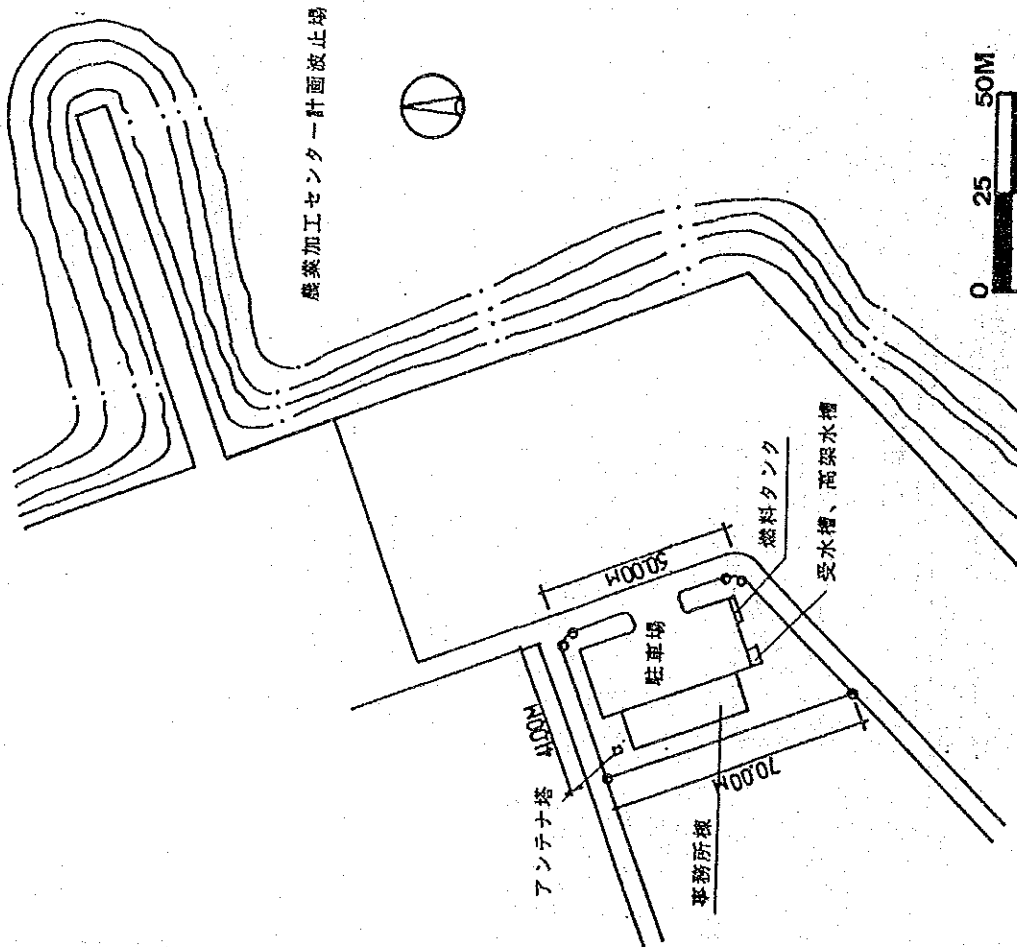 農業加工センター計画波止場
0 25 50M
燃料タンク
受水槽、高架水槽
50.00M
駐車場
41.00M
アンテナ塔
70.00M
事務所棟